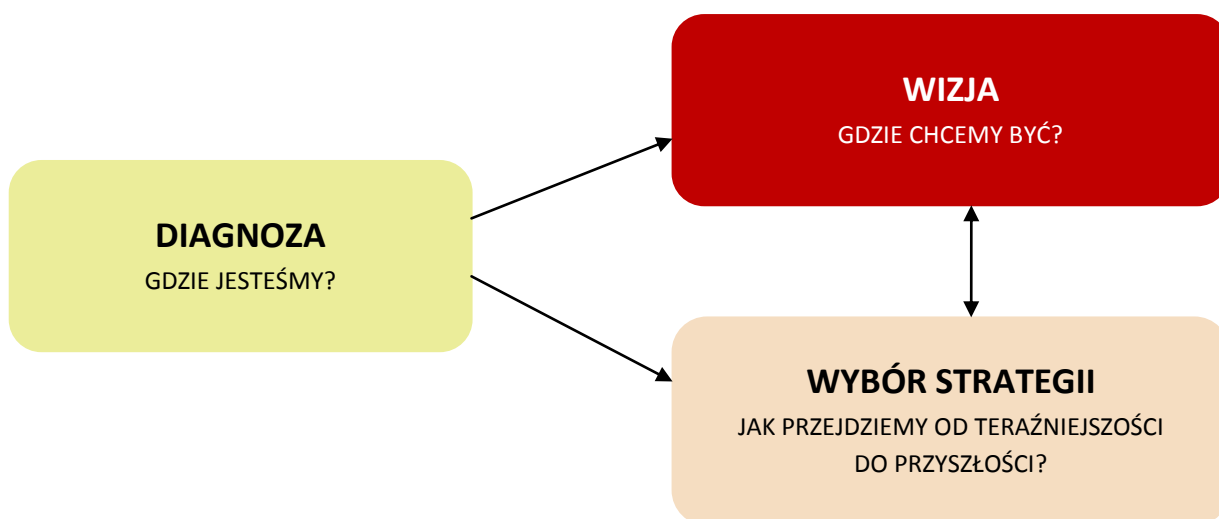 WIZJA
GDZIE CHCEMY BYĆ?
DIAGNOZA
GDZIE JESTEŚMY?
WYBÓR STRATEGII
JAK PRZEJDZIEMY OD TERAŹNIEJSZOŚCI
DO PRZYSZŁOŚCI?